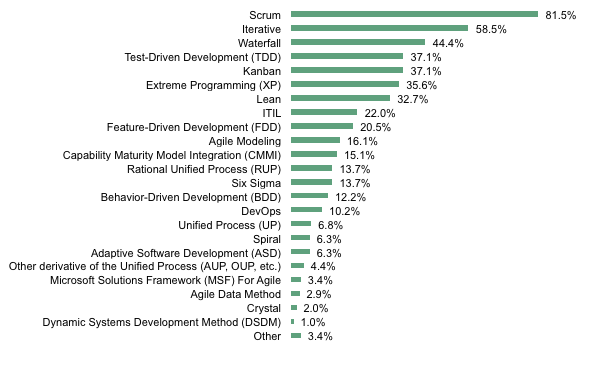 Scrum 81.5%
Iterative 58.5%
Waterfall 44.4%
Test-Driven Development (TDD) 37.1%
Kanban 37.1%
Extreme Programming (XP) 35.6%
Lean 32.7%
ITIL 22.0%
Feature-Driven Development (FDD) 20.5%
Agile Modeling 16.1%
Capability Maturity Model Integration (CMMI) 15.1%
Rational Unified Process (RUP) 13.7%
Six Sigma 13.7%
Behavior-Driven Development (BDD) 12.2%
DevOps 10.2%
Unified Process (UP) 6.8%
Spiral 6.3%
Adaptive Software Development (ASD) 6.3%
Other derivative of the Unified Process (AUP, OUP, etc.) 4.4%
Microsoft Solutions Framework (MSF) For Agile 3.4%
Agile Data Method 2.9%
Crystal 2.0%
Dynamic Systems Development Method (DSDM) 1.0%
Other 3.4%